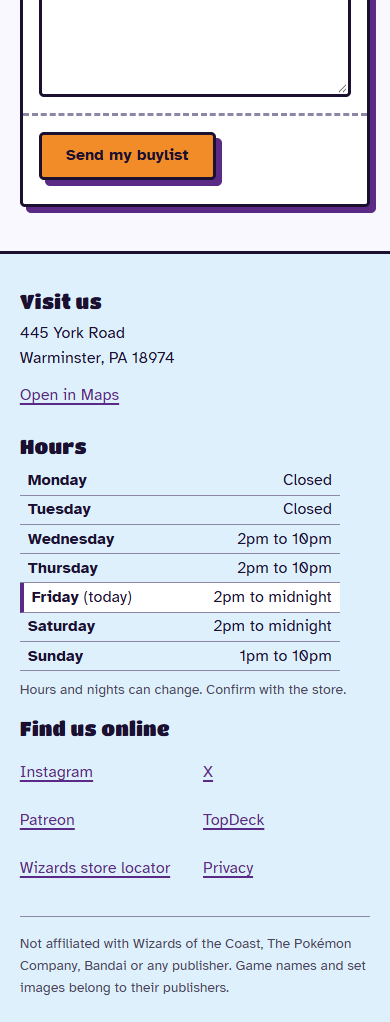 Send my buylist
Visit us
445 York Road
Warminster, PA 18974
Open in Maps
Hours
Monday Closed
Tuesday Closed
Wednesday 2pm to 10pm
Thursday 2pm to 10pm
Friday (today) 2pm to midnight
Saturday 2pm to midnight
Sunday 1pm to 10pm
Hours and nights can change. Confirm with the store.
Find us online
Instagram X
Patreon TopDeck
Wizards store locator Privacy
Not affiliated with Wizards of the Coast, The Pokémon
Company, Bandai or any publisher. Game names and set
images belong to their publishers.